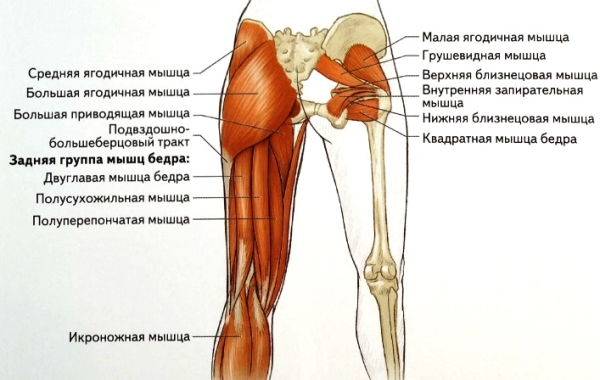 Средняя ягодичная мышца
Большая ягодичная мышца
Большая приводящая мышца
Подвздошно-
большеберцовый тракт
Задняя группа мышц бедра:
Двуглавая мышца бедра
Полусухожильная мышца
Полуперепончатая мышца
Икроножная мышца
Малая ягодичная мышца
Грушевидная мышца
Верхняя близнецовая мышца
Внутренняя запирательная
мышца
Нижняя близнецовая мышца
Квадратная мышца бедра